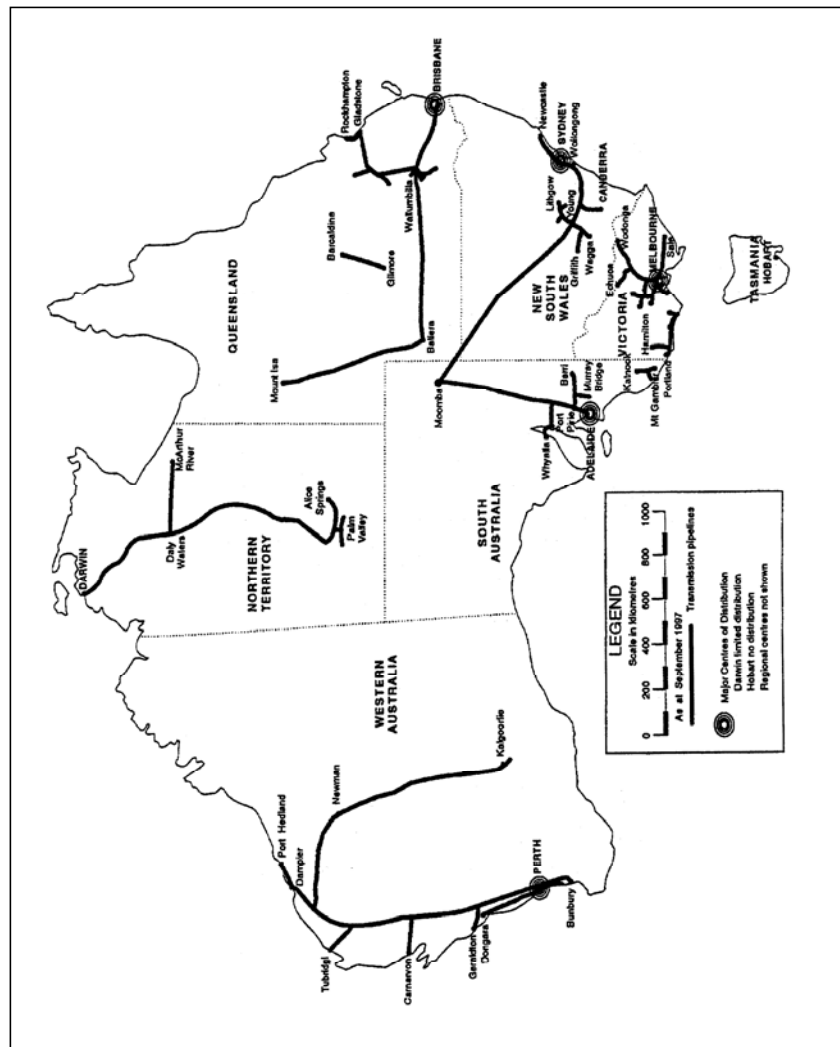 DARWIN
Daly
Waters
McArthur
River
NORTHERN
TERRITORY
Alice
Springs
Palm
Valley
QUEENSLAND
Mount Isa
Barcaldine
Gilmore
Rockhampton
Gladstone
Wallumbilla
BRISBANE
Ballera
WESTERN
AUSTRALIA
Port Hedland
Dampier
Newman
Tubridgi
Carnarvon
Geraldton
Dongara
Kalgoorlie
PERTH
Bunbury
SOUTH
AUSTRALIA
Moomba
Whyalla
Port
Pirie
Berri
Murray
Bridge
ADELAIDE
NEW
SOUTH
WALES
Newcastle
SYDNEY
Wollongong
Lithgow
Young
CANBERRA
Griffith
Wagga
VICTORIA
Wodonga
Echuca
MELBOURNE
Sale
Hamilton
Katnook
Mt Gambier
Portland
TASMANIA
HOBART
LEGEND
Scale in kilometres
0 200 400 600 800 1000
As at September 1997 Transmission pipelines
Major Centres of Distribution
Darwin limited distribution
Hobart no distribution
Regional centres not shown